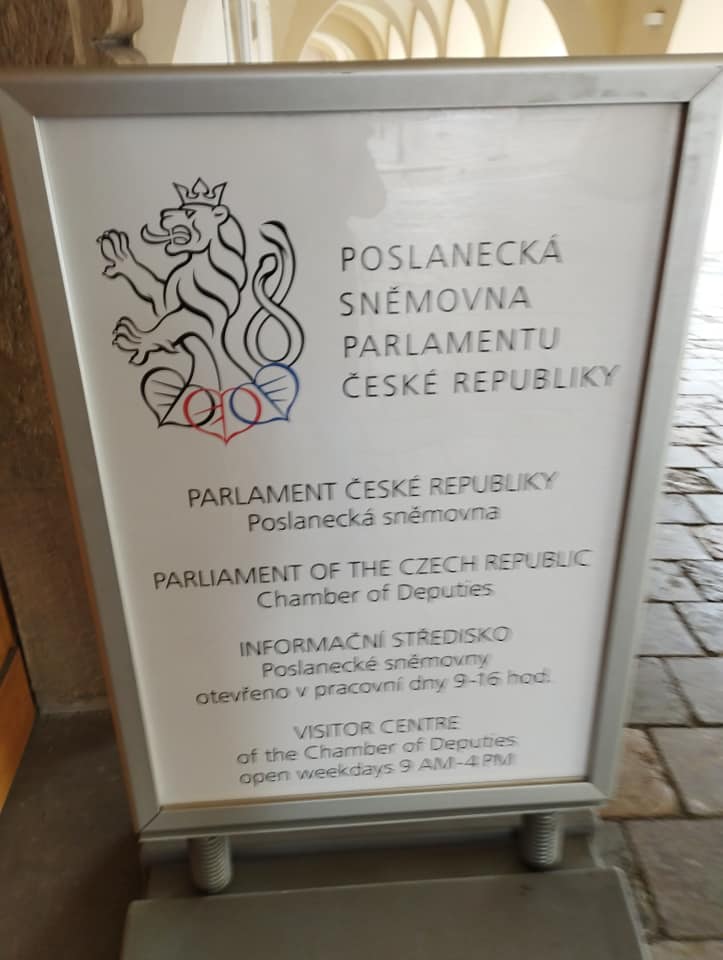 POSLANECKÁ
SNĚMOVNA
PARLAMENTU
ČESKÉ REPUBLIKY
PARLAMENT ČESKÉ REPUBLIKY
Poslanecká sněmovna
PARLIAMENT OF THE CZECH REPUBLIC
Chamber of Deputies
INFORMAČNÍ STŘEDISKO
Poslanecké sněmovny
otevřeno v pracovní dny 9-16 hod.
VISITOR CENTRE
of the Chamber of Deputies
open weekdays 9 AM-4 PM